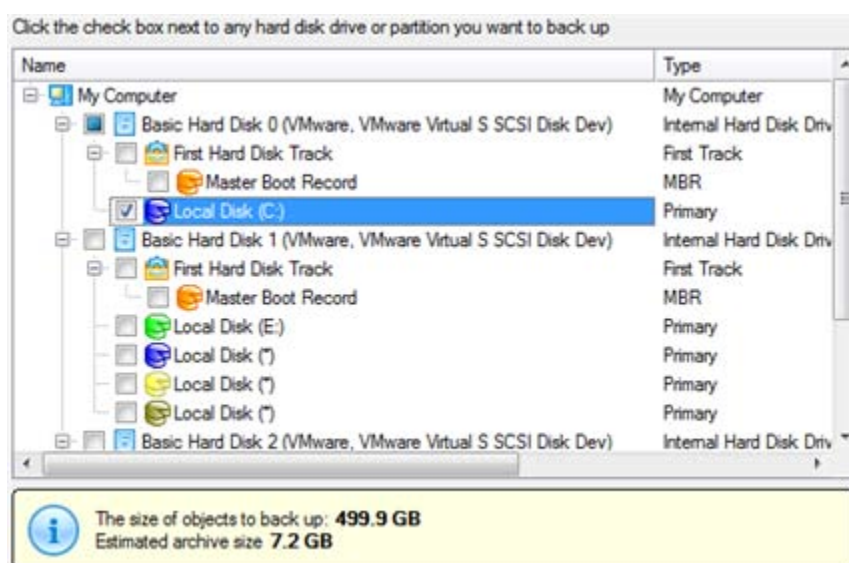 Click the check box next to any hard disk drive or partition you want to back up
Name Type
My Computer My Computer
Basic Hard Disk 0 (VMware, VMware Virtual S SCSI Disk Dev) Internal Hard Disk Driv
First Hard Disk Track First Track
Master Boot Record MBR
Local Disk (C:) Primary
Basic Hard Disk 1 (VMware, VMware Virtual S SCSI Disk Dev) Internal Hard Disk Driv
First Hard Disk Track First Track
Master Boot Record MBR
Local Disk (E:) Primary
Local Disk (*) Primary
Local Disk (*) Primary
Local Disk (*) Primary
Basic Hard Disk 2 (VMware, VMware Virtual S SCSI Disk Dev) Internal Hard Disk Driv
The size of objects to back up: 499.9 GB
Estimated archive size 7.2 GB